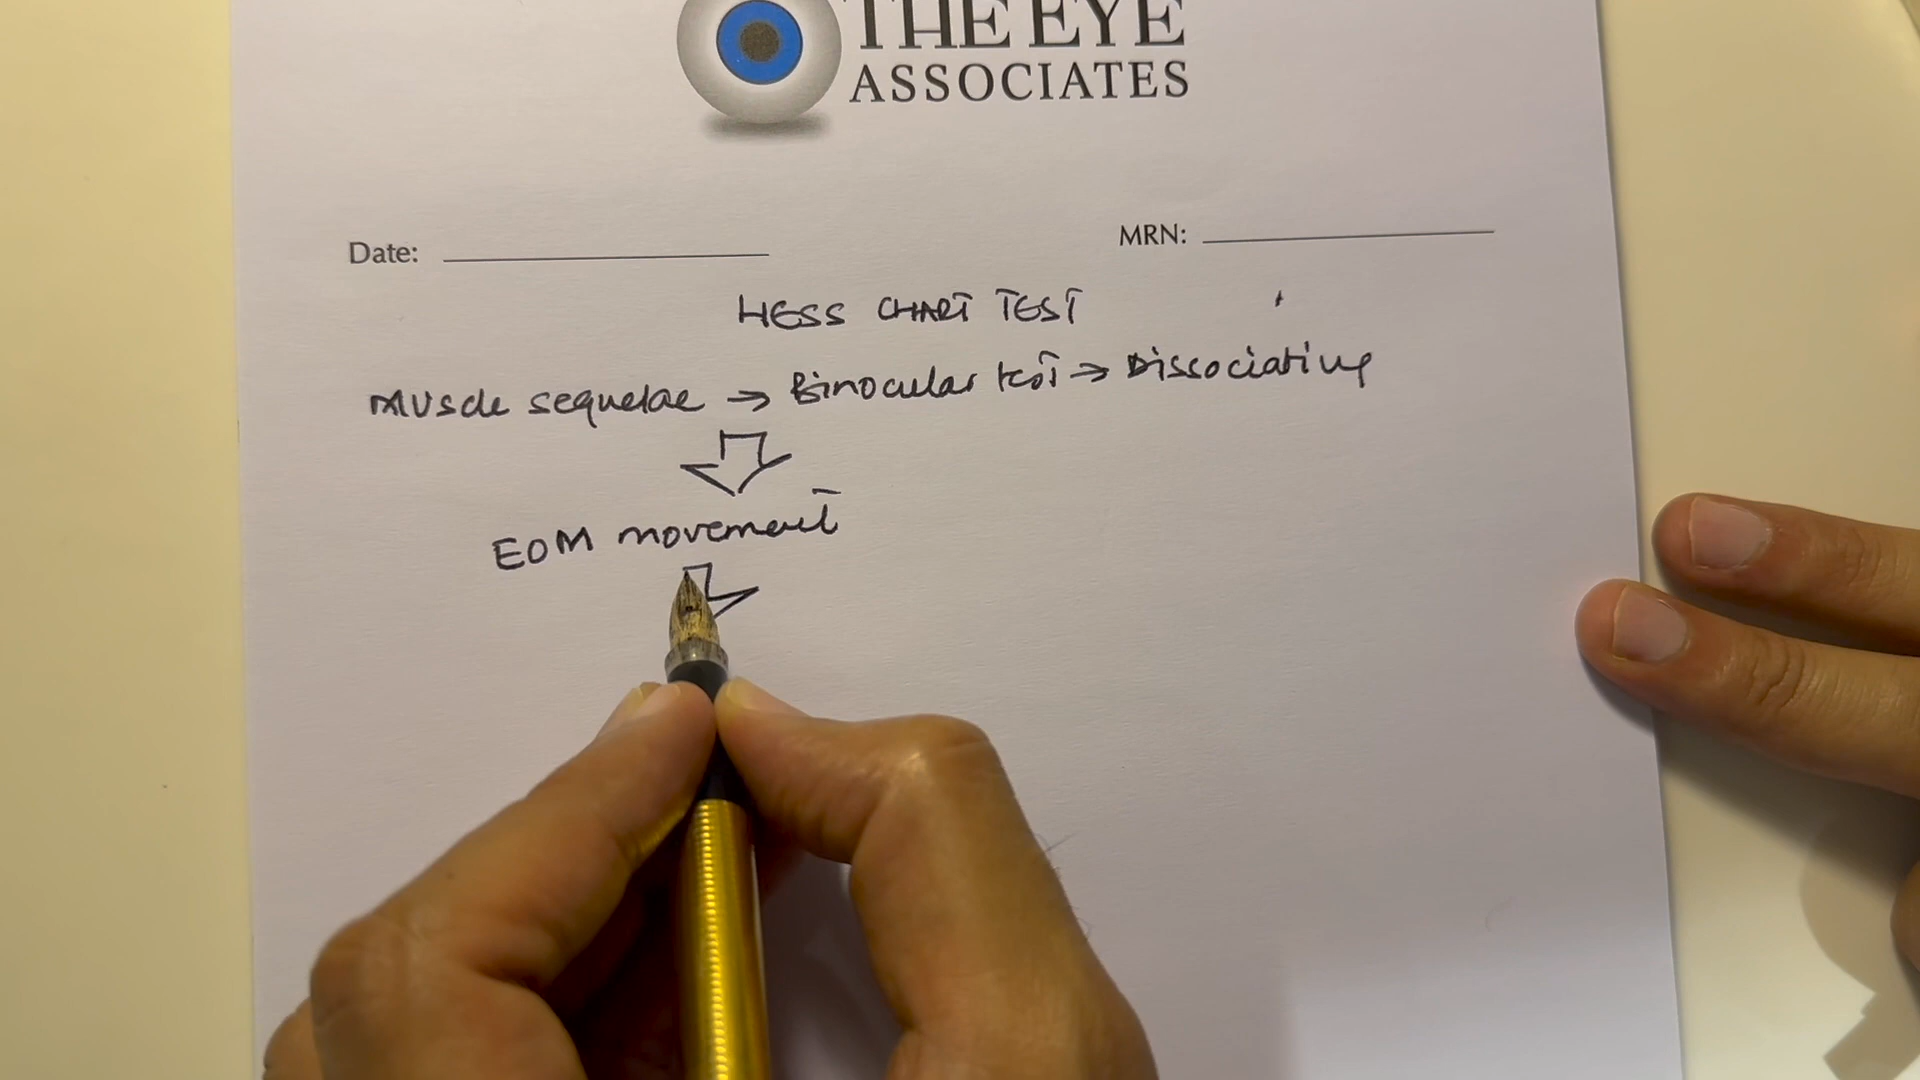 THE EYE
ASSOCIATES
Date: MRN:
HESS CHART TEST
Muscle sequelae → Binocular test → Dissociating
EOM movement